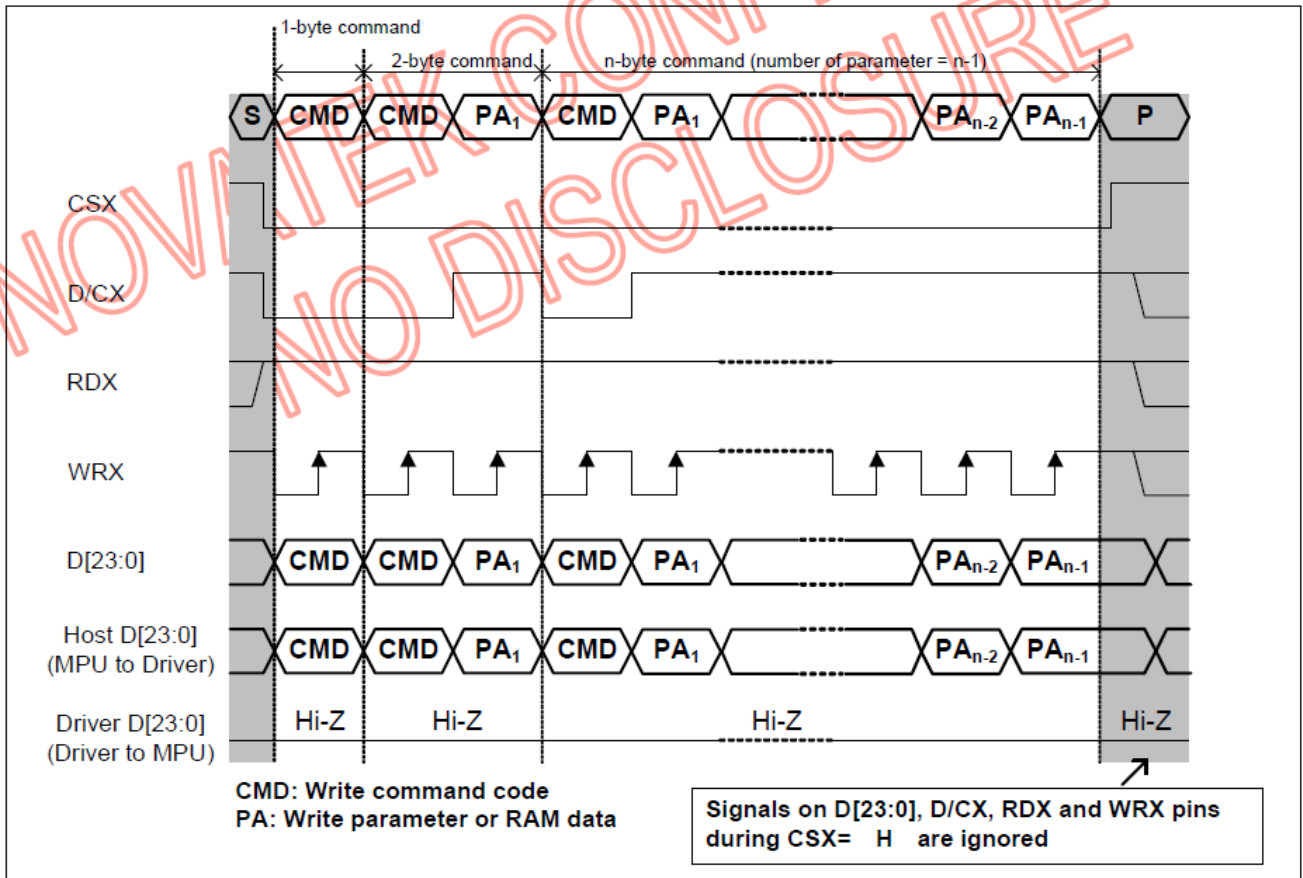 1-byte command
2-byte command
n-byte command (number of parameter = n-1)
S CMD CMD PA1 CMD PA1 PAn-2 PAn-1 P
CSX
D/CX
RDX
WRX
D[23:0] CMD CMD PA1 CMD PA1 PAn-2 PAn-1
Host D[23:0]
(MPU to Driver)
CMD CMD PA1 CMD PA1 PAn-2 PAn-1
Driver D[23:0]
(Driver to MPU)
Hi-Z Hi-Z Hi-Z Hi-Z
CMD: Write command code
PA: Write parameter or RAM data
Signals on D[23:0], D/CX, RDX and WRX pins
during CSX= H are ignored
NOVATEK
NO DISCLOSURE